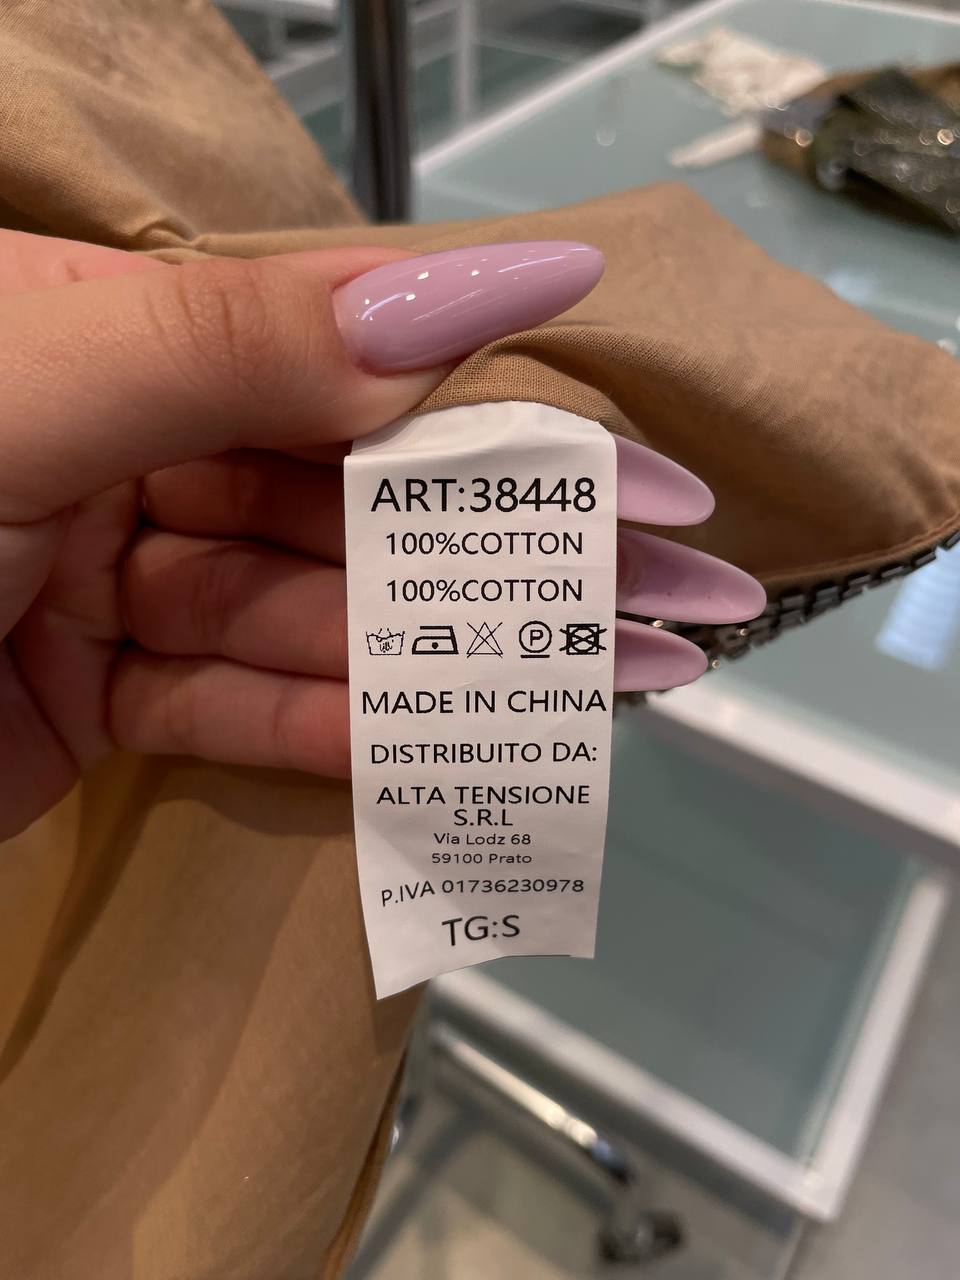 ART:38448
100%COTTON
100%COTTON
P
MADE IN CHINA
DISTRIBUITO DA:
ALTA TENSIONE
S.R.L
Via Lodz 68
59100 Prato
P.IVA 01736230978
TG:S